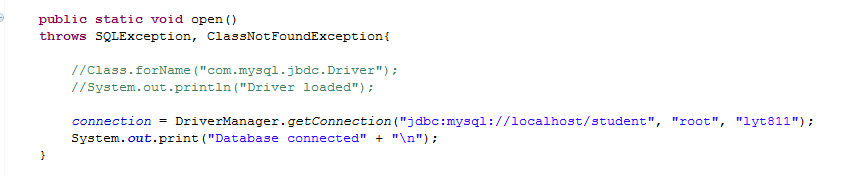 public static void open()
throws SQLException, ClassNotFoundException{
//Class.forName("com.mysql.jbdc.Driver");
//System.out.println("Driver loaded");
connection = DriverManager.getConnection("jdbc:mysql://localhost/student", "root", "lyt811");
System.out.print("Database connected" + "\n");
}